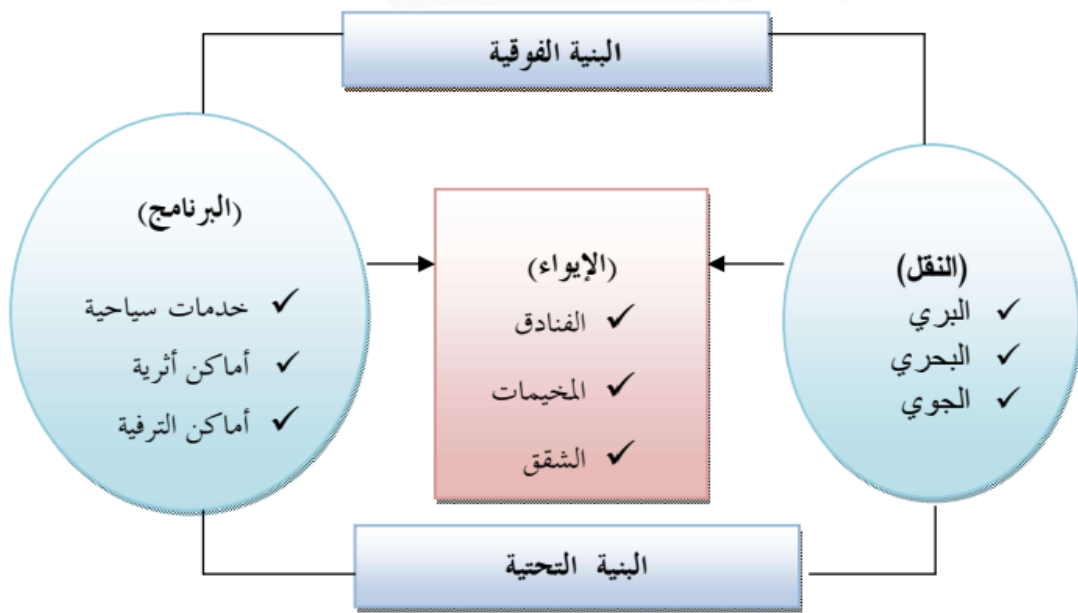 البنية الفوقية
(النقل)
البري
البحري
الجوي
(الإيواء)
الفنادق
المخيمات
الشقق
(البرنامج)
خدمات سياحية
أماكن أثرية
أماكن الترفية
البنية التحتية